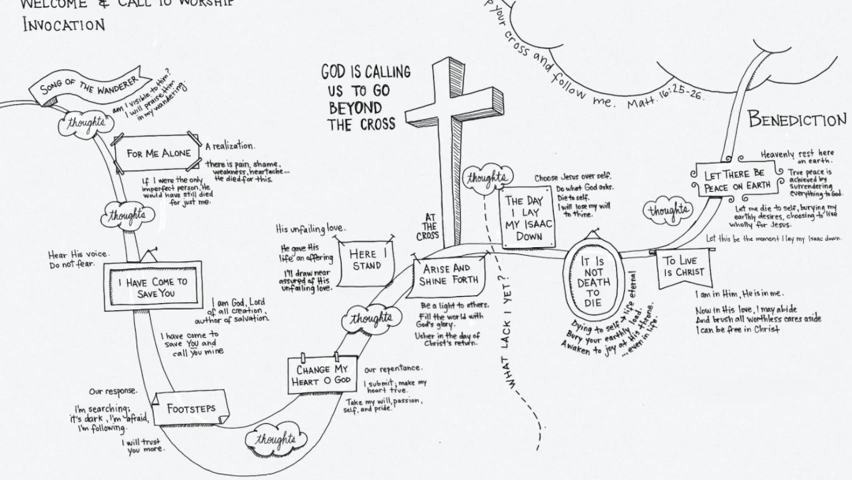 WELCOME & CALL TO WORSHIP
INVOCATION
SONG OF THE WANDERER
am I visible to Him?
I will praise Him
in my wandering.
thoughts
FOR ME ALONE
A realization.
there is pain, shame,
weakness, heartache...
He died for this.
If I were the only
imperfect person, He
would have still died
for just me.
thoughts
Hear His voice.
Do not fear.
I HAVE COME TO
SAVE YOU
I am God, Lord
of all creation,
author of salvation.
I have come to
save you and
call you mine
Our response.
I'm searching;
it's dark, I'm afraid,
I'm following.
I will trust
you more.
FOOTSTEPS
thoughts
CHANGE MY
HEART O GOD
Our repentance.
I submit; make my
heart true.
Take my will, passion,
self, and pride.
thoughts
His unfailing love.
He gave His
life an offering
I'll draw near
assured of His
unfailing love.
HERE I
STAND
GOD IS CALLING
US TO GO
BEYOND
THE CROSS
AT
THE
CROSS
ARISE AND
SHINE FORTH
Be a light to others.
Fill the world with
God's glory.
Usher in the day of
Christ's return.
thoughts
WHAT LACK I YET?
THE DAY
I LAY
MY ISAAC
DOWN
Choose Jesus over self.
Do what God asks.
Die to self.
I will lose my will
to thine.
IT IS
NOT
DEATH
TO
DIE
Dying to self → life eternal
Bury your earthly load.
Awaken to joy at His throne.
...even in life.
thoughts
TO LIVE
IS CHRIST
I am in Him, He is in me.
Now in His love, I may abide
And brush all worthless cares aside
I can be free in Christ
LET THERE BE
PEACE ON EARTH
Heavenly rest here
on earth.
True peace is
achieved by
surrendering
everything to God.
Let me die to self, burying my
earthly desires, choosing to live
wholly for Jesus.
Let this be the moment I lay my Isaac down.
BENEDICTION
up your cross and follow me. Matt. 16:25-26.